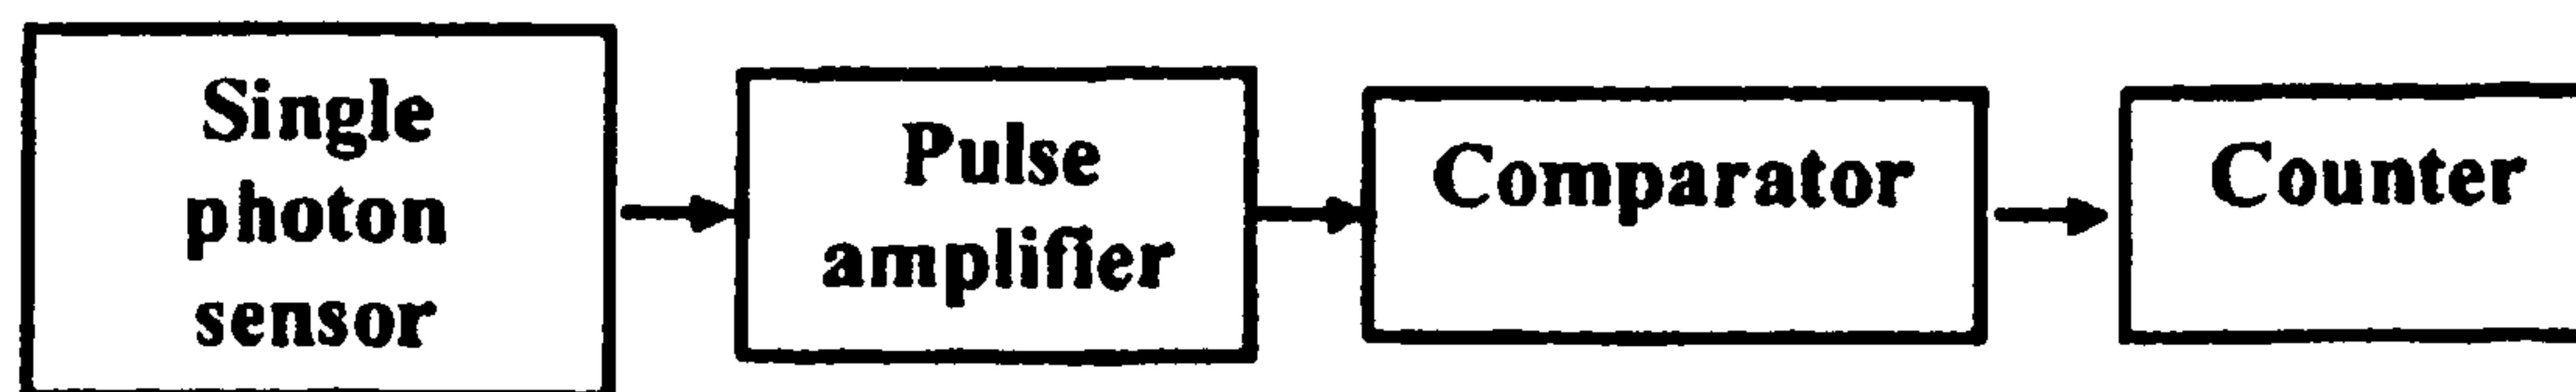 Single
photon
sensor
Pulse
amplifier
Comparator
Counter